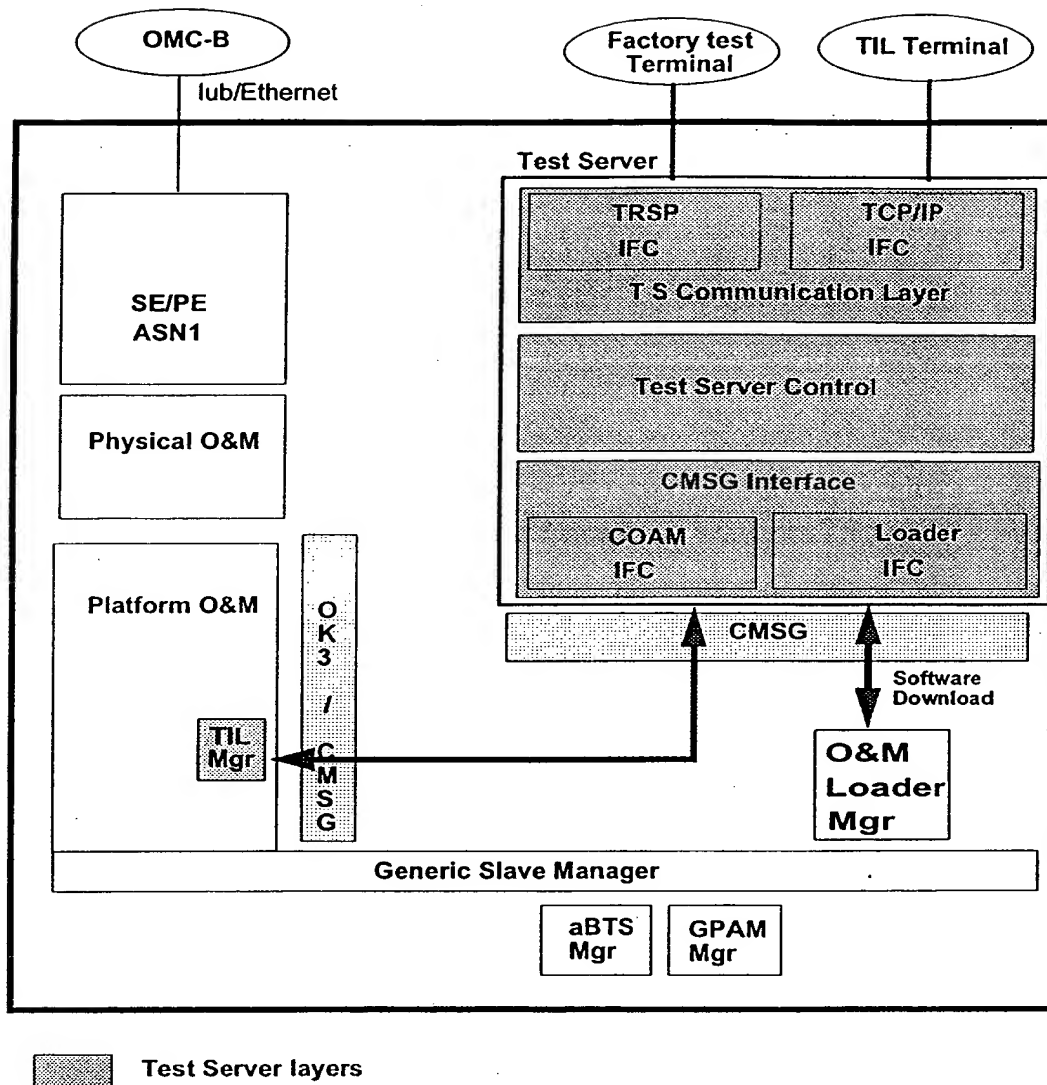 OMC-B
Factory test
Terminal
TIL Terminal
Iub/Ethernet
Test Server
TRSP
IFC
TCP/IP
IFC
T S Communication Layer
SE/PE
ASN1
Test Server Control
Physical O&M
CMSG Interface
COAM
IFC
Loader
IFC
Platform O&M
OK3 / CMSG
CMSG
Software
Download
TIL
Mgr
O&M
Loader
Mgr
Generic Slave Manager
aBTS
Mgr
GPAM
Mgr
Test Server layers